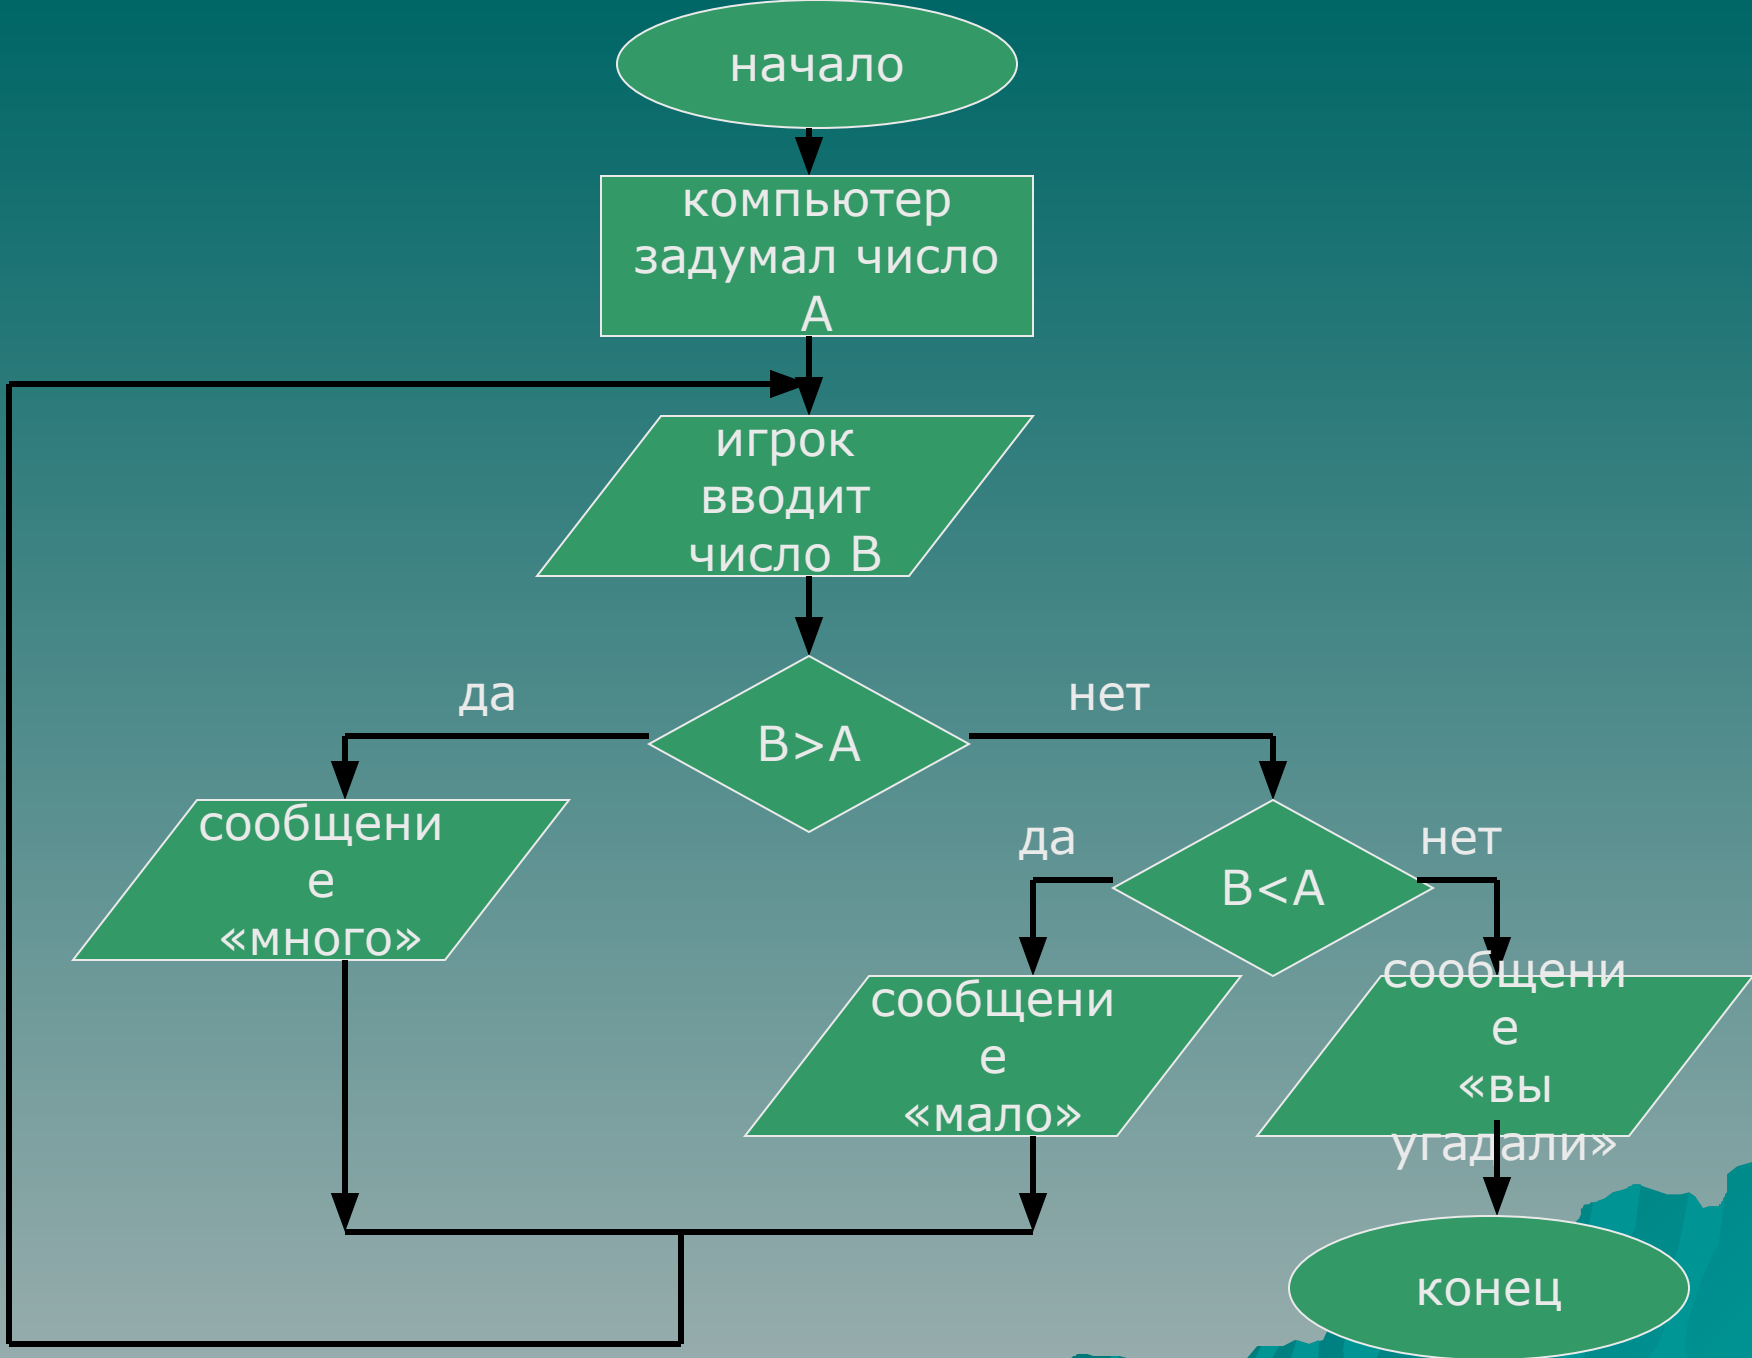 начало
компьютер
задумал число
А
игрок
вводит
число В
да
нет
В>А
сообщени
е
«много»
да
нет
В<А
сообщени
е
«мало»
сообщени
е
«вы
угадали»
конец